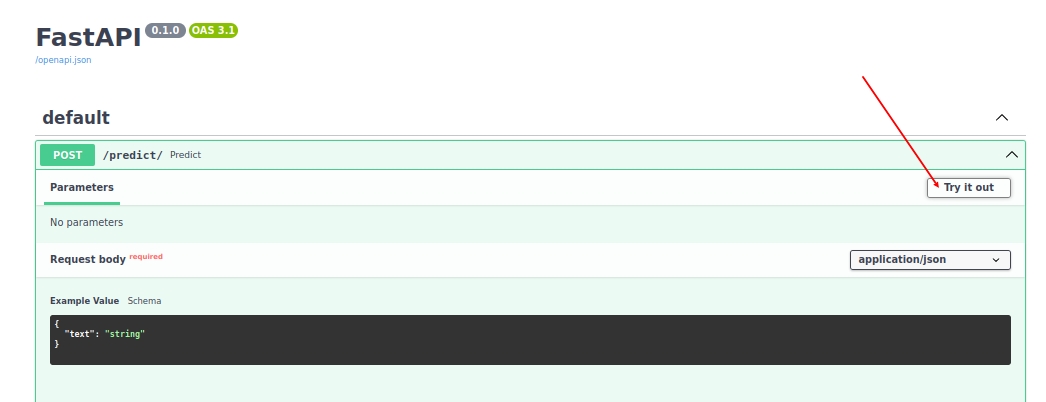 FastAPI 0.1.0 OAS 3.1
/openapi.json
default
POST /predict/ Predict
Parameters Try it out
No parameters
Request body required application/json
Example Value Schema
{
"text": "string"
}